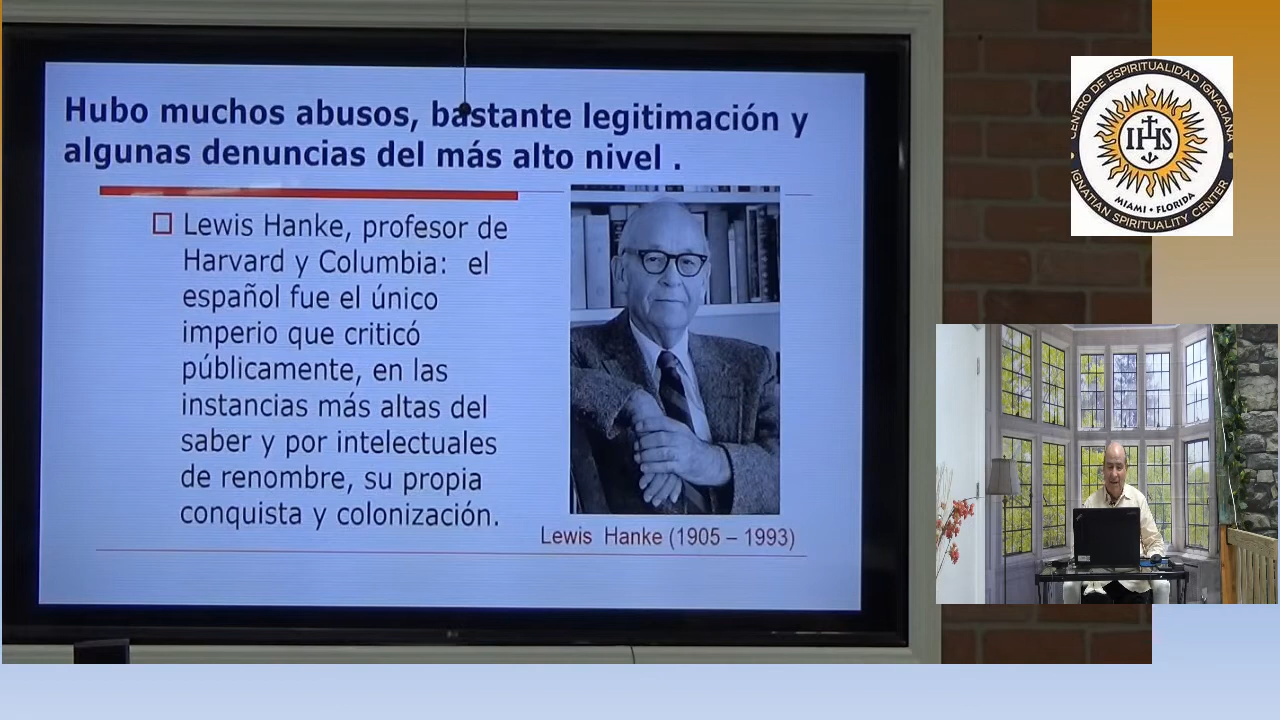 Hubo muchos abusos, bastante legitimación y
algunas denuncias del más alto nivel .
Lewis Hanke, profesor de
Harvard y Columbia: el
español fue el único
imperio que criticó
públicamente, en las
instancias más altas del
saber y por intelectuales
de renombre, su propia
conquista y colonización.
Lewis Hanke (1905 – 1993)
CENTRO DE ESPIRITUALIDAD IGNACIANA
IHS
MIAMI • FLORIDA
IGNATIAN SPIRITUALITY CENTER